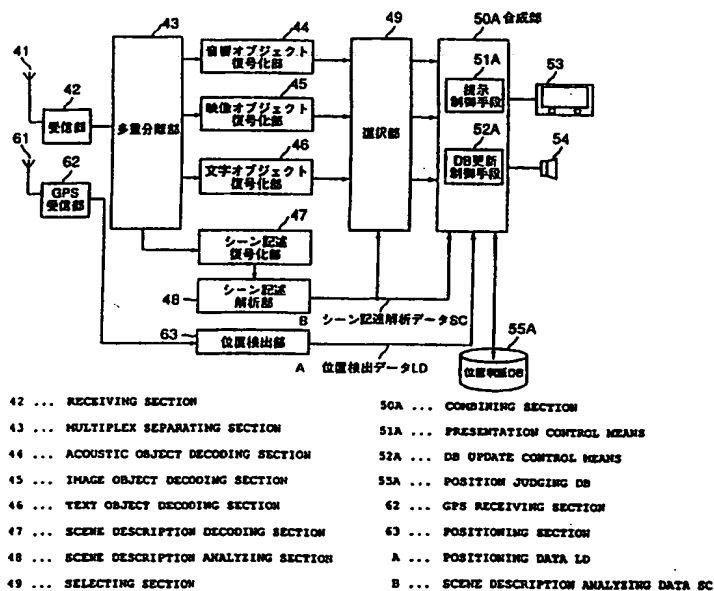 43
44
49
50A 合成部
41
音響オブジェクト
復号化部
51A
53
42
45
提示
制御手段
受信部
多重分離部
映像オブジェクト
復号化部
選択部
61
52A
54
62
46
DB更新
制御手段
GPS
受信部
文字オブジェクト
復号化部
47
シーン記述
復号化部
48
シーン記述
解析部
B
シーン記述解析データSC
55A
63
位置検出部
A
位置検出データLD
位置判断DB
42 ... RECEIVING SECTION
43 ... MULTIPLEX SEPARATING SECTION
44 ... ACOUSTIC OBJECT DECODING SECTION
45 ... IMAGE OBJECT DECODING SECTION
46 ... TEXT OBJECT DECODING SECTION
47 ... SCENE DESCRIPTION DECODING SECTION
48 ... SCENE DESCRIPTION ANALYZING SECTION
49 ... SELECTING SECTION
50A ... COMBINING SECTION
51A ... PRESENTATION CONTROL MEANS
52A ... DB UPDATE CONTROL MEANS
55A ... POSITION JUDGING DB
62 ... GPS RECEIVING SECTION
63 ... POSITIONING SECTION
A ... POSITIONING DATA LD
B ... SCENE DESCRIPTION ANALYZING DATA SC